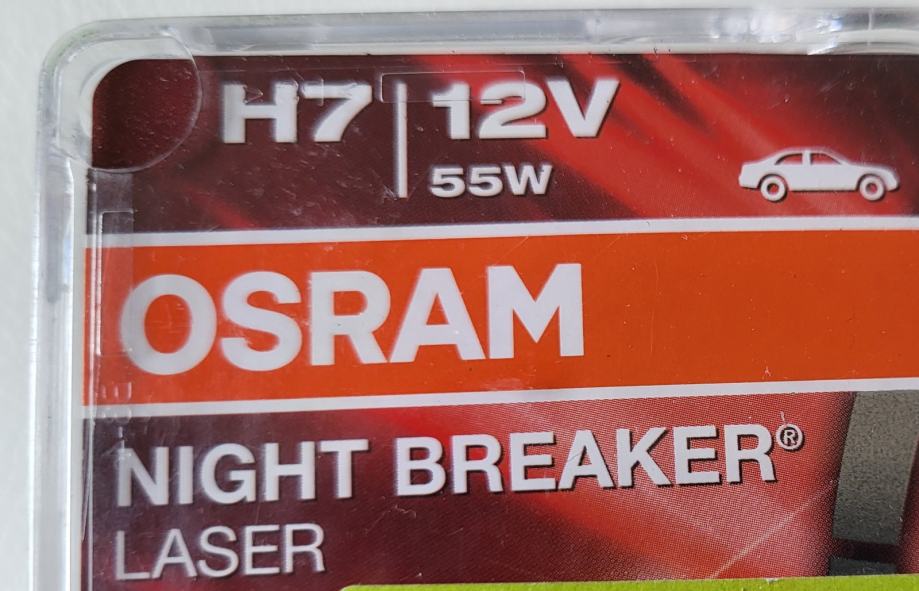 H7 | 12V
55W
OSRAM
NIGHT BREAKER®
LASER